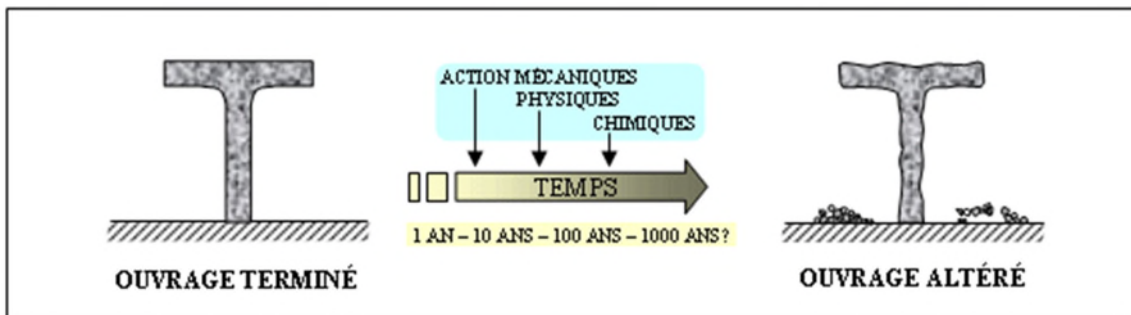 ACTION MÉCANIQUES
PHYSIQUES
CHIMIQUES
TEMPS
1 AN – 10 ANS – 100 ANS – 1000 ANS?
OUVRAGE TERMINÉ
OUVRAGE ALTÉRÉ